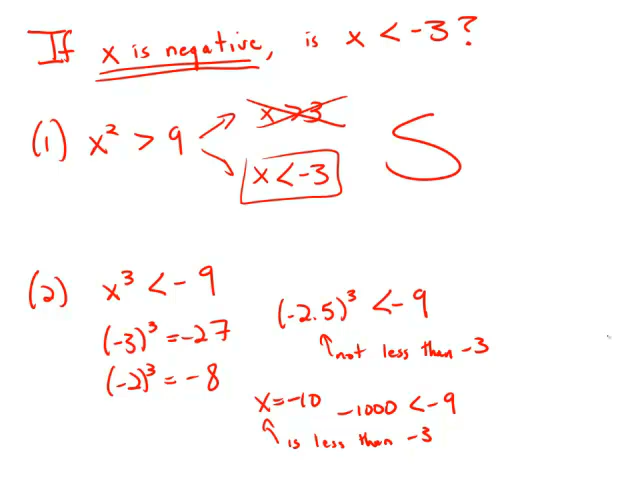 If x is negative, is x < -3?
(1) x² > 9
x > 3
x < -3
S
(2) x³ < -9
(-3)³ = -27
(-2)³ = -8
(-2.5)³ < -9
not less than -3
x = -10 -1000 < -9
is less than -3